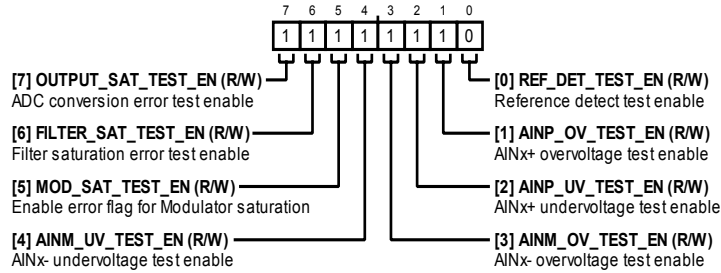 7 6 5 4 3 2 1 0
1 1 1 1 1 1 1 0
[7] OUTPUT_SAT_TEST_EN (R/W)
ADC conversion error test enable
[6] FILTER_SAT_TEST_EN (R/W)
Filter saturation error test enable
[5] MOD_SAT_TEST_EN (R/W)
Enable error flag for Modulator saturation
[4] AINM_UV_TEST_EN (R/W)
AINx- undervoltage test enable
[0] REF_DET_TEST_EN (R/W)
Reference detect test enable
[1] AINP_OV_TEST_EN (R/W)
AINx+ overvoltage test enable
[2] AINP_UV_TEST_EN (R/W)
AINx+ undervoltage test enable
[3] AINM_OV_TEST_EN (R/W)
AINx- overvoltage test enable